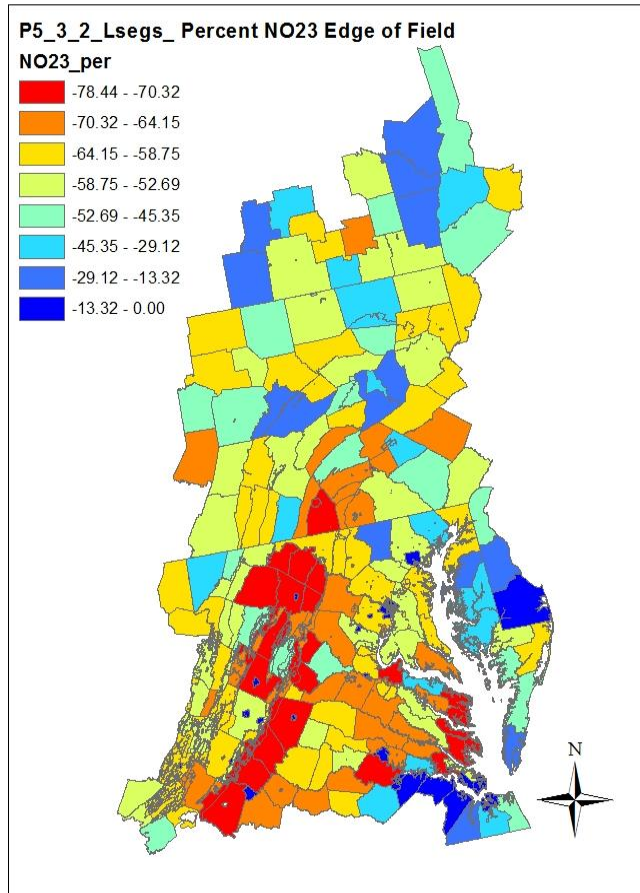 P5_3_2_Lsegs_ Percent NO23 Edge of Field
NO23_per
-78.44 - -70.32
-70.32 - -64.15
-64.15 - -58.75
-58.75 - -52.69
-52.69 - -45.35
-45.35 - -29.12
-29.12 - -13.32
-13.32 - 0.00
N